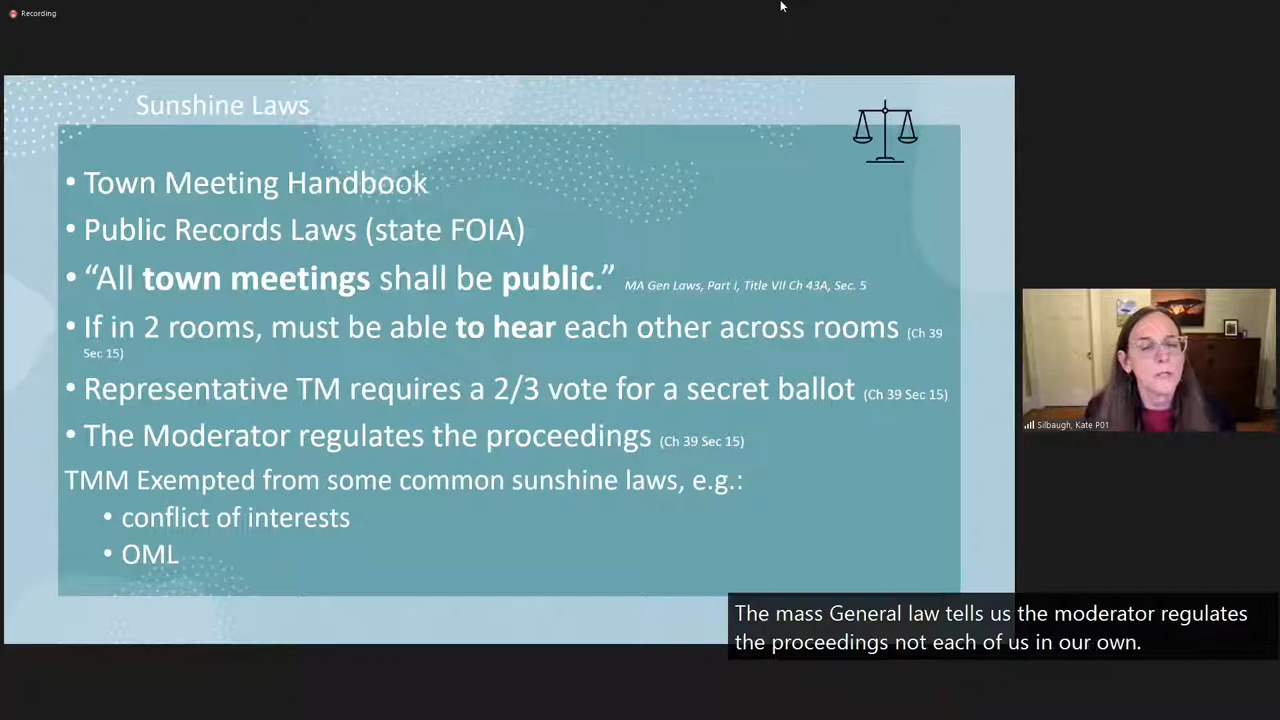 Recording
Sunshine Laws
• Town Meeting Handbook
• Public Records Laws (state FOIA)
• “All town meetings shall be public.” MA Gen Laws, Part I, Title VII Ch 43A, Sec. 5
• If in 2 rooms, must be able to hear each other across rooms (Ch 39
Sec 15)
• Representative TM requires a 2/3 vote for a secret ballot (Ch 39 Sec 15)
• The Moderator regulates the proceedings (Ch 39 Sec 15)
TMM Exempted from some common sunshine laws, e.g.:
• conflict of interests
• OML
Silbaugh, Kate P01
The mass General law tells us the moderator regulates
the proceedings not each of us in our own.